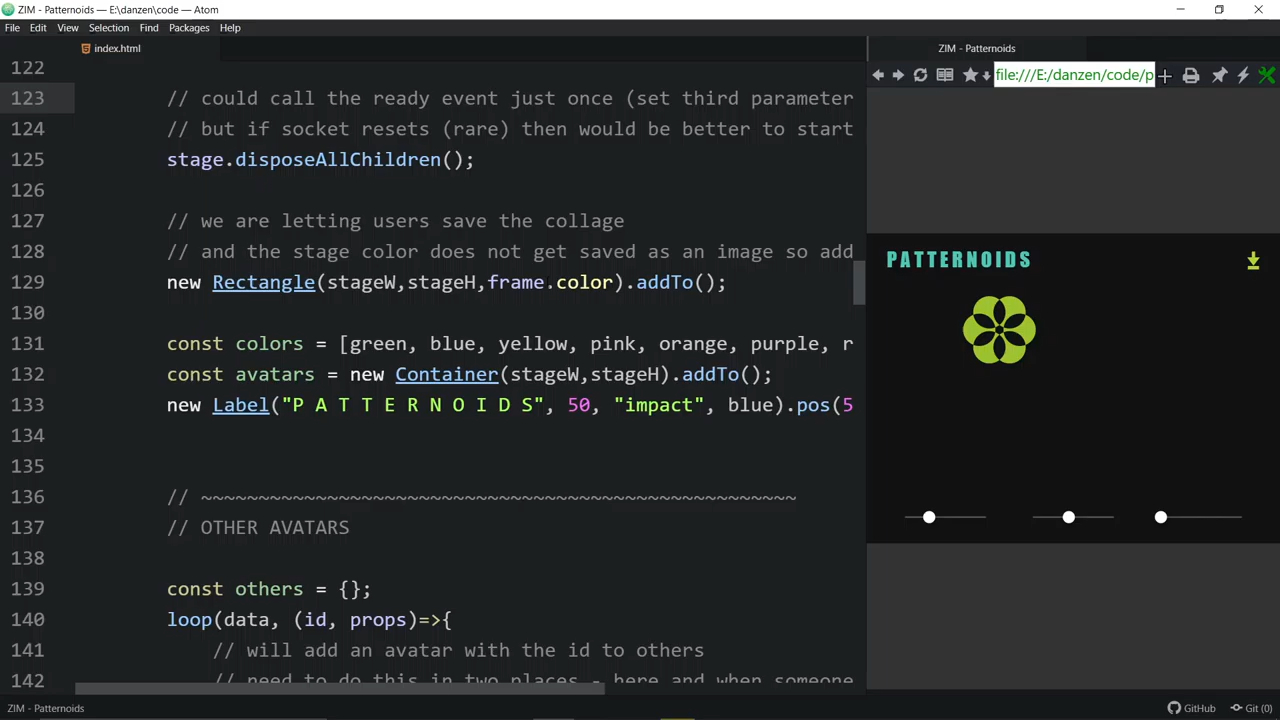 ZIM - Patternoids — E:\danzen\code — Atom
File Edit View Selection Find Packages Help
index.html
ZIM - Patternoids
file:///E:/danzen/code/p
122
123 // could call the ready event just once (set third parameter
124 // but if socket resets (rare) then would be better to start
125 stage.disposeAllChildren();
126
127 // we are letting users save the collage
128 // and the stage color does not get saved as an image so add
129 new Rectangle(stageW,stageH,frame.color).addTo();
130
131 const colors = [green, blue, yellow, pink, orange, purple, r
132 const avatars = new Container(stageW,stageH).addTo();
133 new Label("P A T T E R N O I D S", 50, "impact", blue).pos(5
134
135
136 // ~~~~~~~~~~~~~~~~~~~~~~~~~~~~~~~~~~~~~~~~~~~~~~~~~~~~
137 // OTHER AVATARS
138
139 const others = {};
140 loop(data, (id, props)=>{
141 // will add an avatar with the id to others
142 // need to do this in two places - here and when someone
PATTERNOIDS
ZIM - Patternoids
GitHub
Git (0)